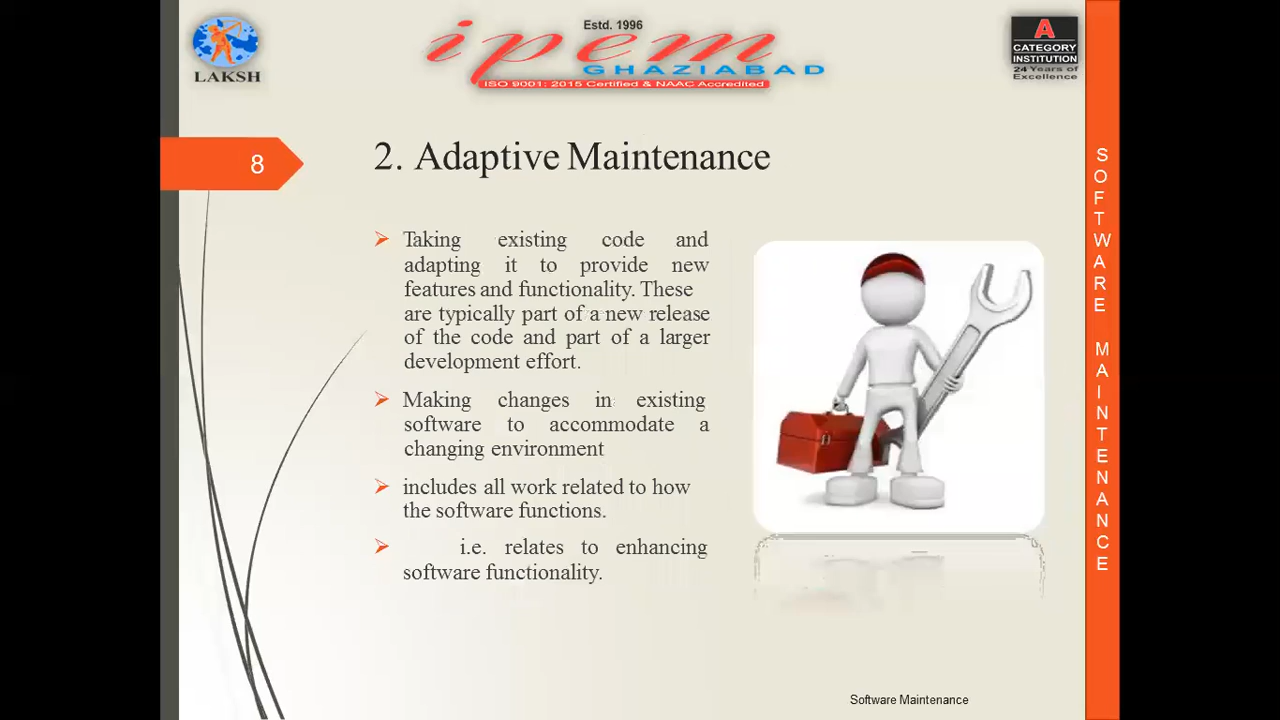 LAKSH
Estd. 1996
ipem
GHAZIABAD
ISO 9001: 2015 Certified & NAAC Accredited
A
CATEGORY
INSTITUTION
24 Years of
Excellence
8
2. Adaptive Maintenance
Taking existing code and
adapting it to provide new
features and functionality. These
are typically part of a new release
of the code and part of a larger
development effort.
Making changes in existing
software to accommodate a
changing environment
includes all work related to how
the software functions.
i.e. relates to enhancing
software functionality.
SOFTWARE MAINTENANCE
Software Maintenance